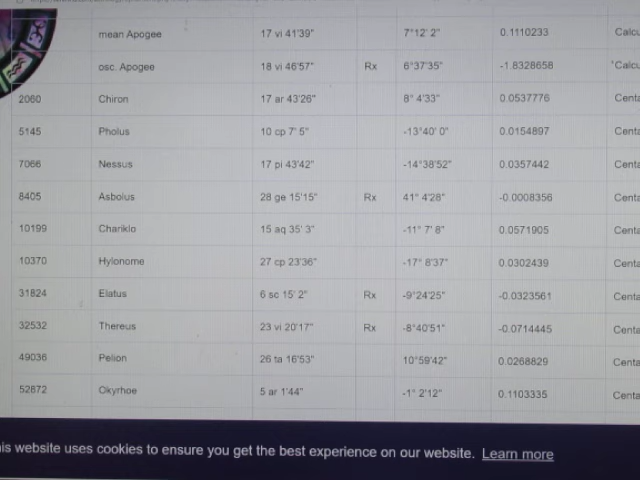 mean Apogee 17 vi 41'39" 7°12' 2" 0.1110233 Calcu
osc. Apogee 18 vi 46'57" Rx 6°37'35" -1.8328658 'Calcu
2060 Chiron 17 ar 43'26" 8° 4'33" 0.0537776 Centa
5145 Pholus 10 cp 7' 5" -13°40' 0" 0.0154897 Centa
7066 Nessus 17 pi 43'42" -14°38'52" 0.0357442 Centa
8405 Asbolus 28 ge 15'15" Rx 41° 4'28" -0.0008356 Centa
10199 Chariklo 15 aq 35' 3" -11° 7' 8" 0.0571905 Centa
10370 Hylonome 27 cp 23'36" -17° 8'37" 0.0302439 Centa
31824 Elatus 6 sc 15' 2" Rx -9°24'25" -0.0323561 Centa
32532 Thereus 23 vi 20'17" Rx -8°40'51" -0.0714445 Centa
49036 Pelion 26 ta 16'53" 10°59'42" 0.0268829 Centa
52872 Okyrhoe 5 ar 1'44" -1° 2'12" 0.1103335 Centa
is website uses cookies to ensure you get the best experience on our website. Learn more